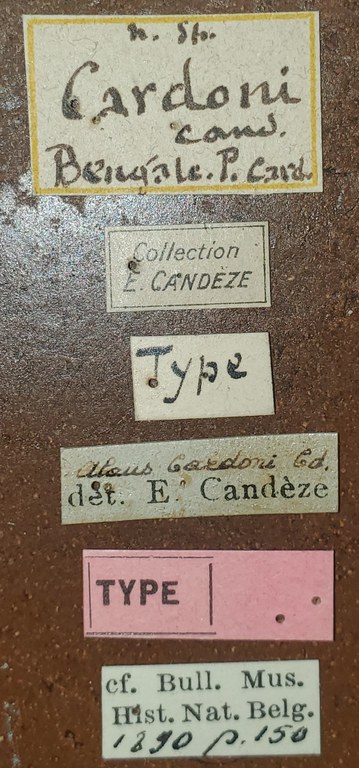 n. sp.
Cardoni
cand.
Bengale. P. Card.
Collection
E. CANDÈZE
Type
Alaus Cardoni Cd.
dét. E. Candèze
TYPE
cf. Bull. Mus.
Hist. Nat. Belg.
1890 p. 150